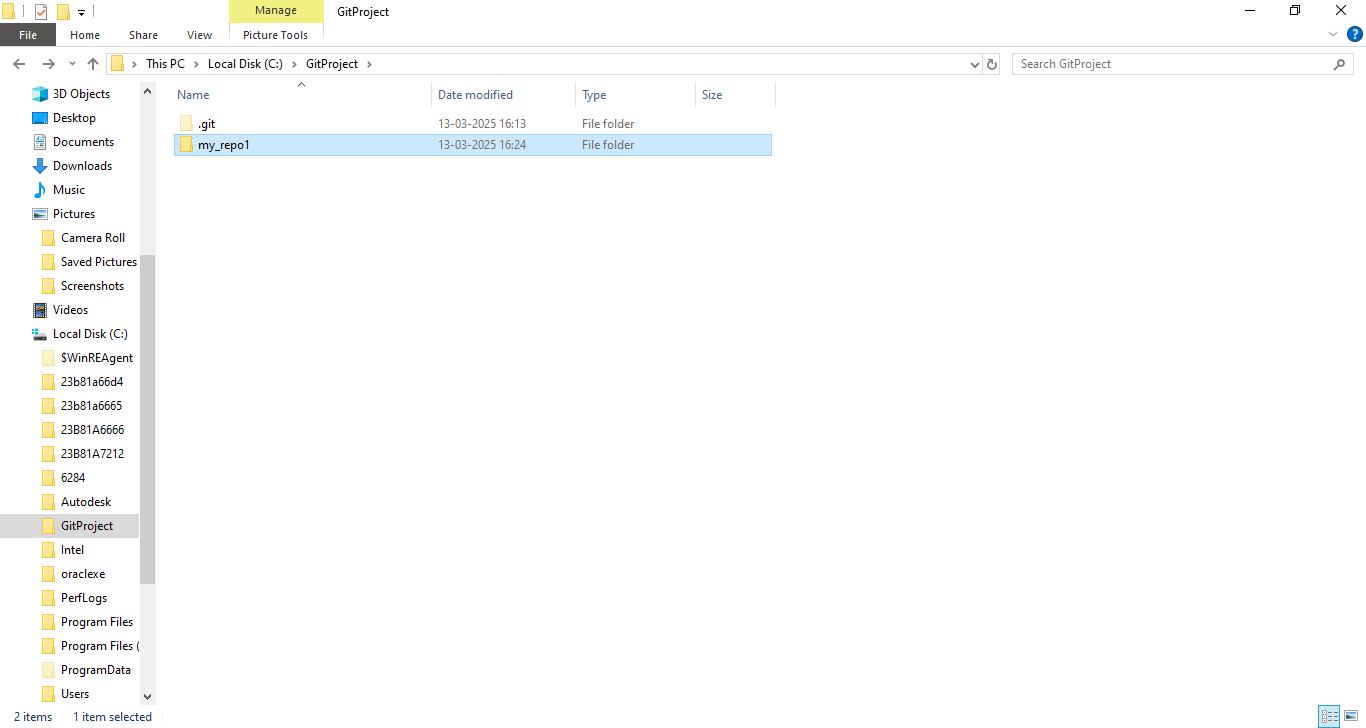 Manage
GitProject
File
Home
Share
View
Picture Tools
This PC
Local Disk (C:)
GitProject
Search GitProject
3D Objects
Desktop
Documents
Downloads
Music
Pictures
Camera Roll
Saved Pictures
Screenshots
Videos
Local Disk (C:)
$WinREAgent
23b81a66d4
23b81a6665
23B81A6666
23B81A7212
6284
Autodesk
GitProject
Intel
oraclexe
PerfLogs
Program Files
Program Files (
ProgramData
Users
Name Date modified Type Size
.git 13-03-2025 16:13 File folder
my_repo1 13-03-2025 16:24 File folder
2 items 1 item selected